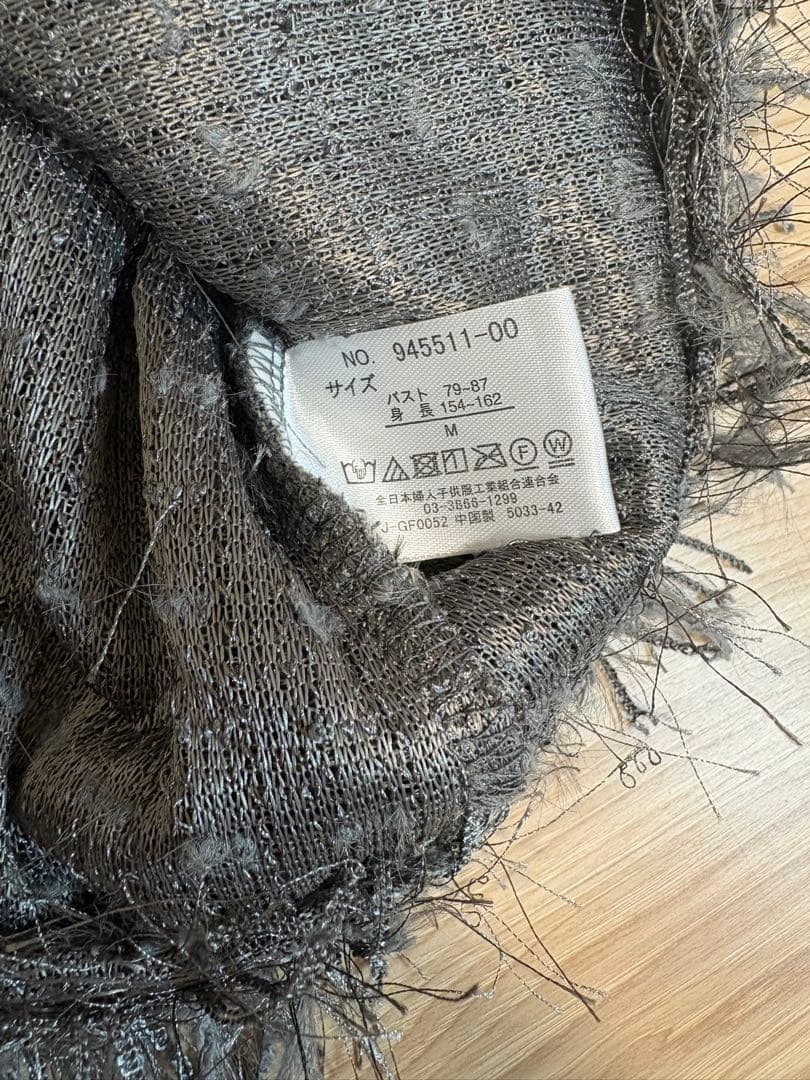 NO. 945511-00
サイズ
バスト 79~87
身長 154~162
M
F W
全日本婦人子供服工業組合連合会
03-3866-1299
J-GF0052 中国製 5033-42